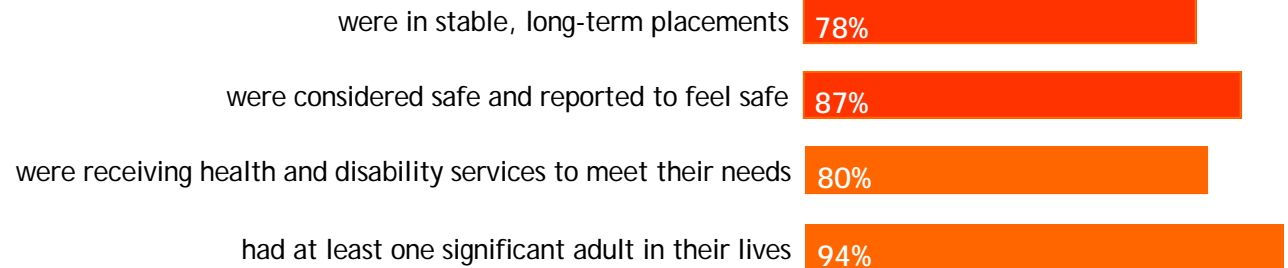 were in stable, long-term placements 78%
were considered safe and reported to feel safe 87%
were receiving health and disability services to meet their needs 80%
had at least one significant adult in their lives 94%